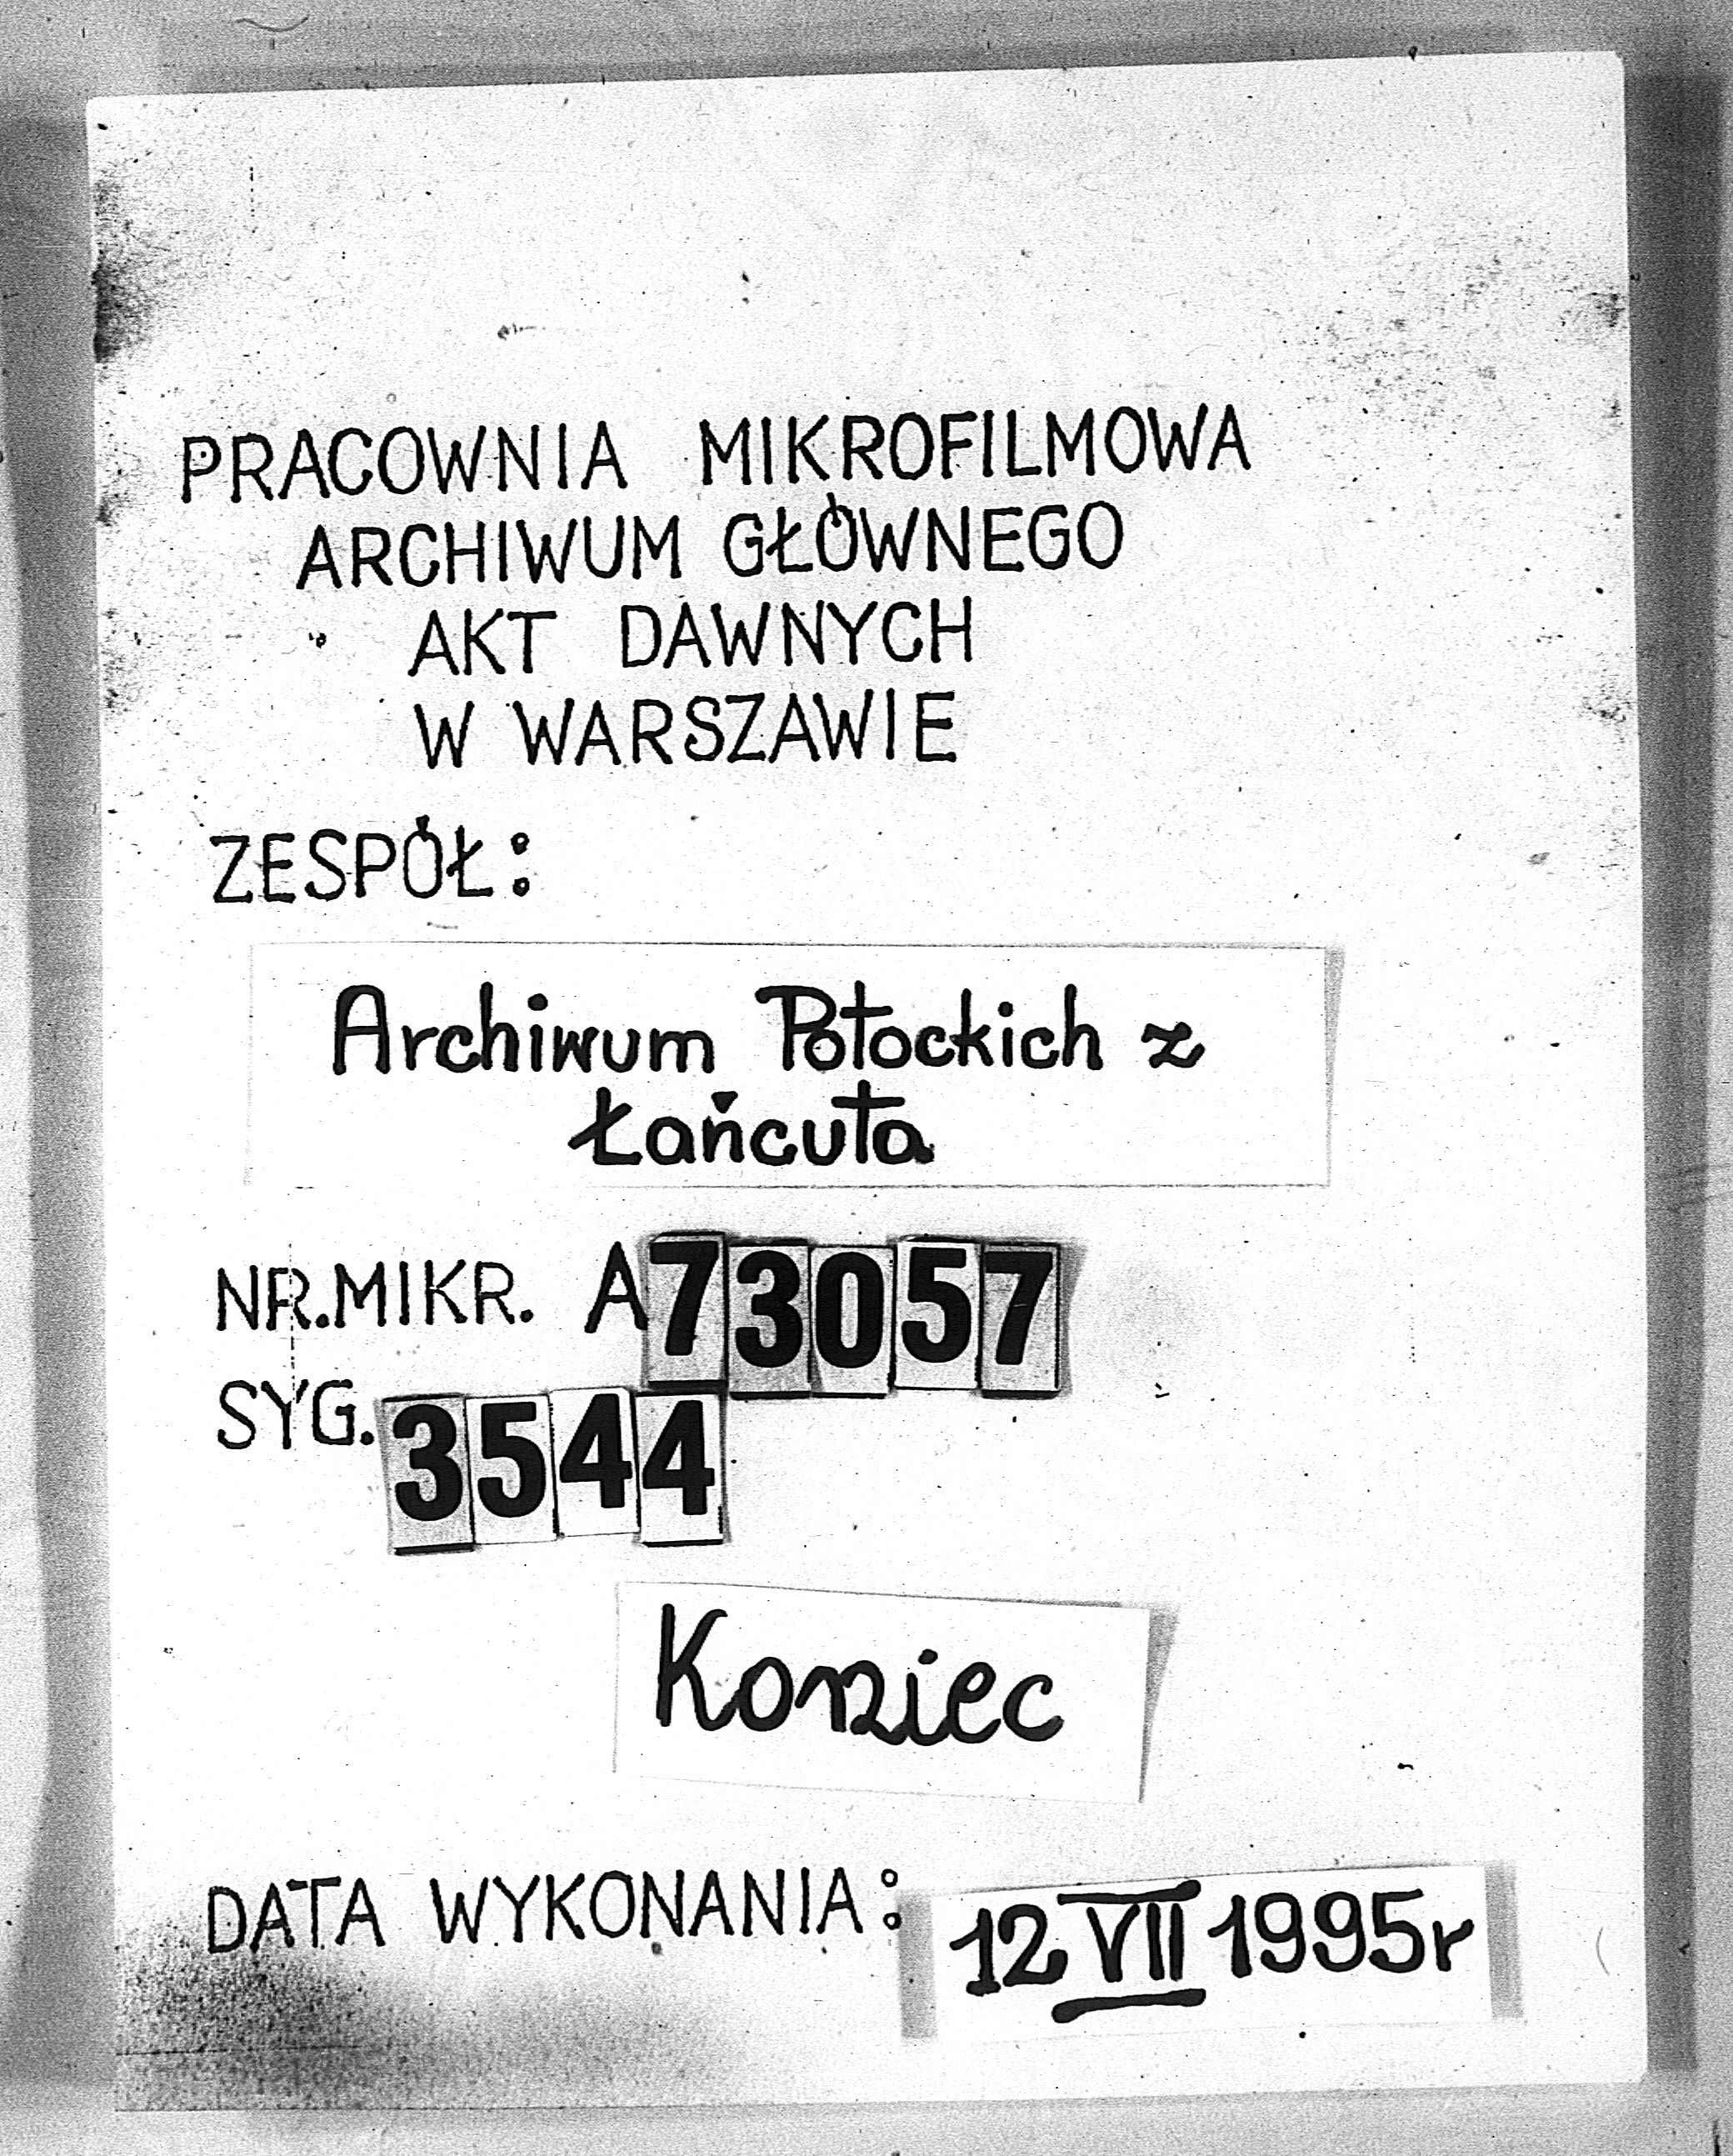 PRACOWNIA MIKROFILMOWA
ARCHIWUM GŁÓWNEGO
AKT DAWNYCH
W WARSZAWIE
ZESPÓŁ:
Archiwum Potockich z
Łańcuta
NR.MIKR. A73057
SYG. 3544
Koniec
DATA WYKONANIA: 12 VII 1995r